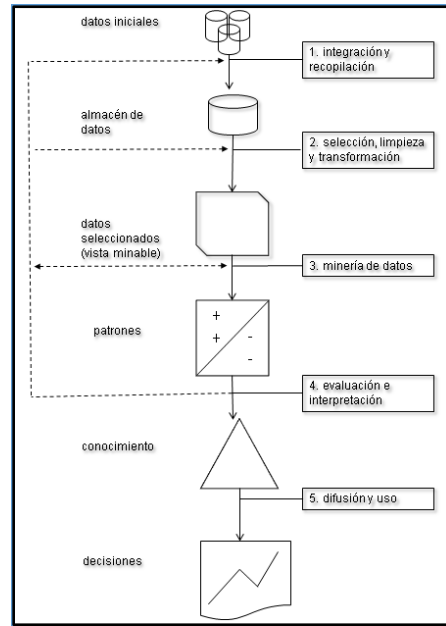 datos iniciales
1. integración y
recopilación
almacén de
datos
2. selección, limpieza
y transformación
datos
seleccionados
(vista minable)
3. minería de datos
+
+ -
-
patrones
4. evaluación e
interpretación
conocimiento
5. difusión y uso
decisiones